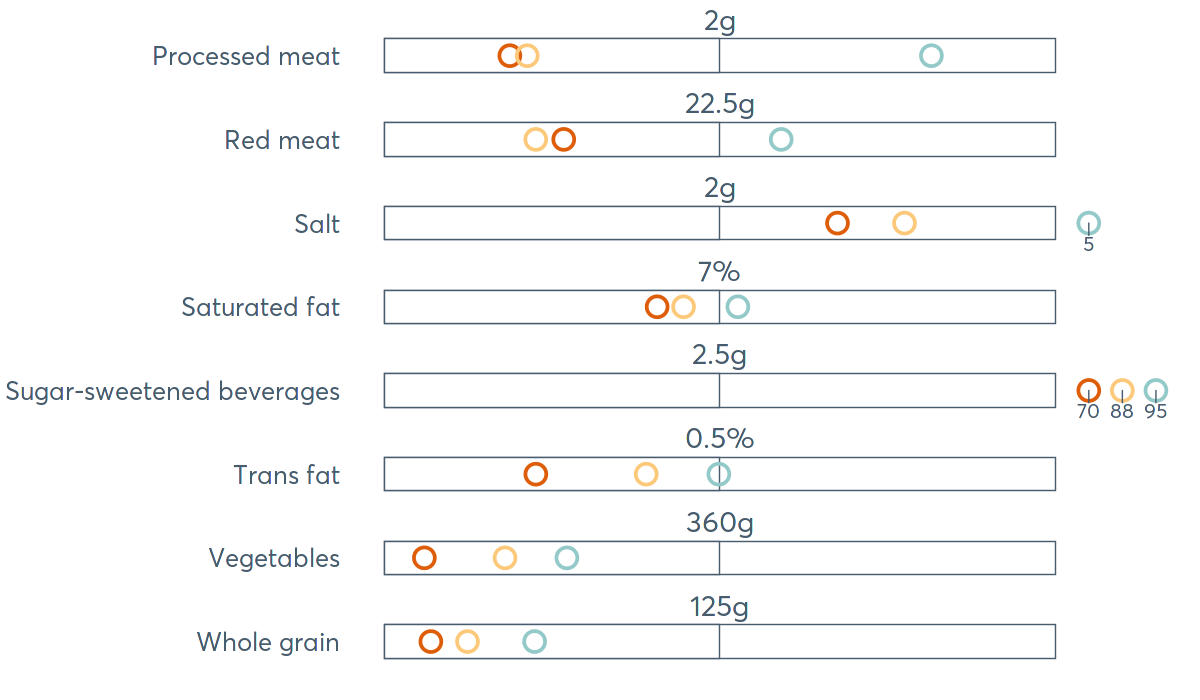 2g
Processed meat
22.5g
Red meat
2g
Salt
5
7%
Saturated fat
2.5g
Sugar-sweetened beverages
70 88 95
0.5%
Trans fat
360g
Vegetables
125g
Whole grain